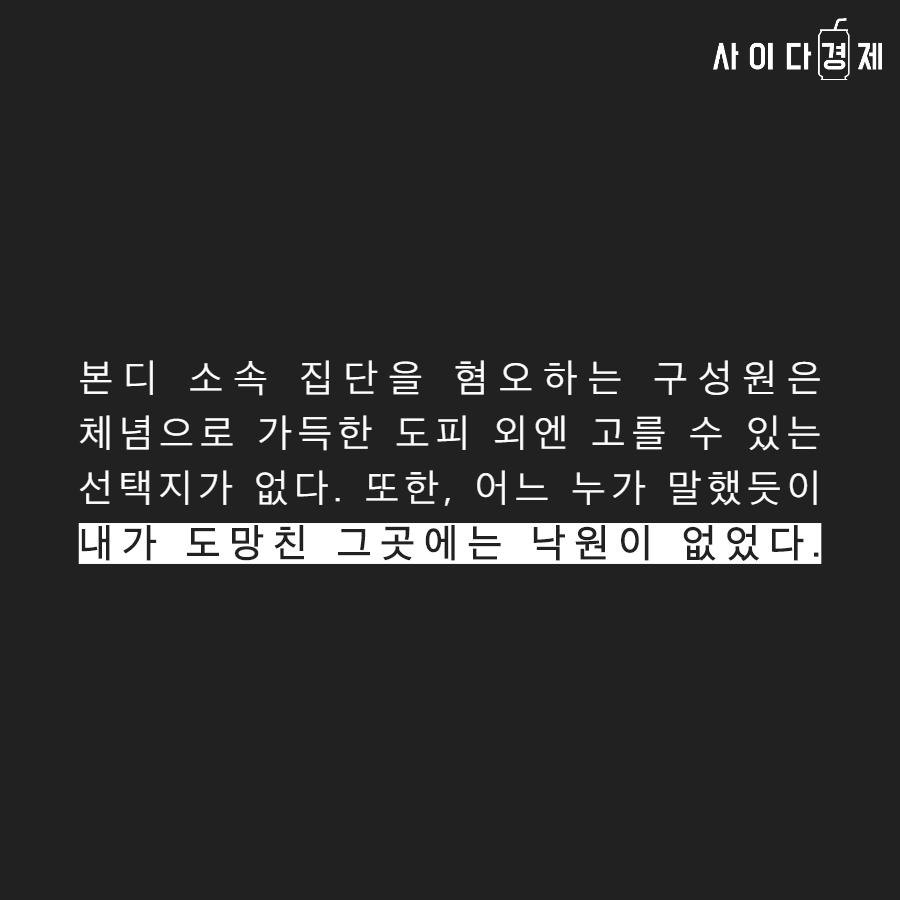 사이다경제
본디 소속 집단을 혐오하는 구성원은
체념으로 가득한 도피 외엔 고를 수 있는
선택지가 없다. 또한, 어느 누가 말했듯이
내가 도망친 그곳에는 낙원이 없었다.